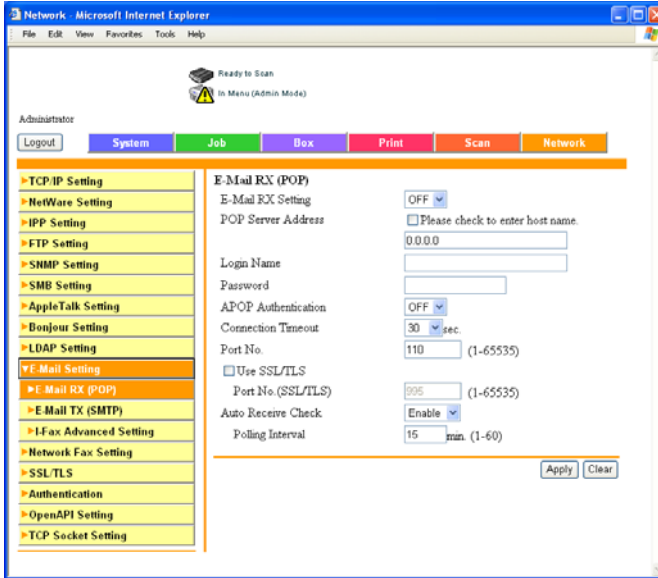 Network - Microsoft Internet Explorer
File Edit View Favorites Tools Help
Ready to Scan
In Menu (Admin Mode)
Administrator
Logout System Job Box Print Scan Network
TCP/IP Setting
NetWare Setting
IPP Setting
FTP Setting
SNMP Setting
SMB Setting
AppleTalk Setting
Bonjour Setting
LDAP Setting
E-Mail Setting
E-Mail RX (POP)
E-Mail TX (SMTP)
I-Fax Advanced Setting
Network Fax Setting
SSL/TLS
Authentication
OpenAPI Setting
TCP Socket Setting
E-Mail RX (POP)
E-Mail RX Setting OFF
POP Server Address Please check to enter host name.
0.0.0.0
Login Name
Password
APOP Authentication OFF
Connection Timeout 30 sec.
Port No. 110 (1-65535)
Use SSL/TLS
Port No.(SSL/TLS) 995 (1-65535)
Auto Receive Check Enable
Polling Interval 15 min. (1-60)
Apply Clear